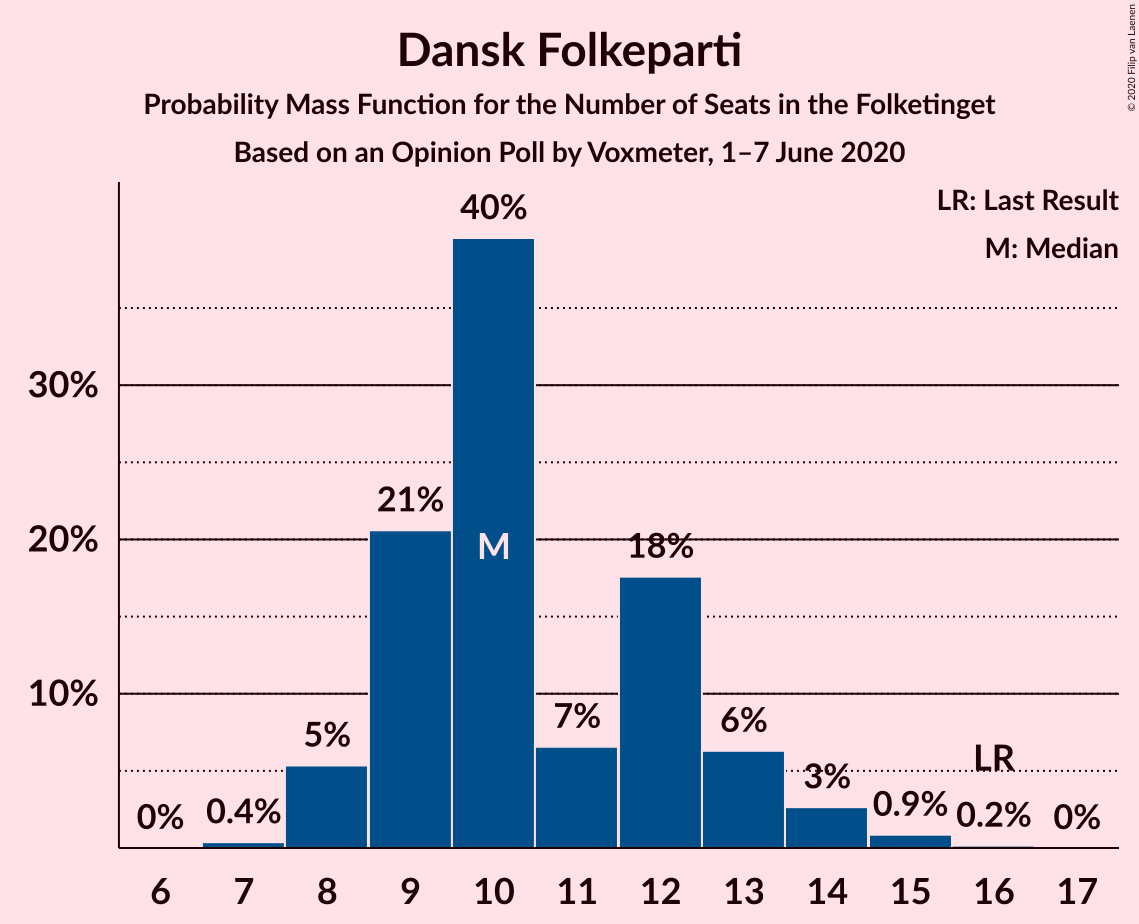 Dansk Folkeparti
Probability Mass Function for the Number of Seats in the Folketinget
Based on an Opinion Poll by Voxmeter, 1–7 June 2020
© 2020 Filip van Laenen
LR: Last Result
M: Median
40%
30%
21%
M
20%
18%
10%
5%
7%
6%
LR
3%
0%
0.4%
0.9%
0.2%
0%
6 7 8 9 10 11 12 13 14 15 16 17